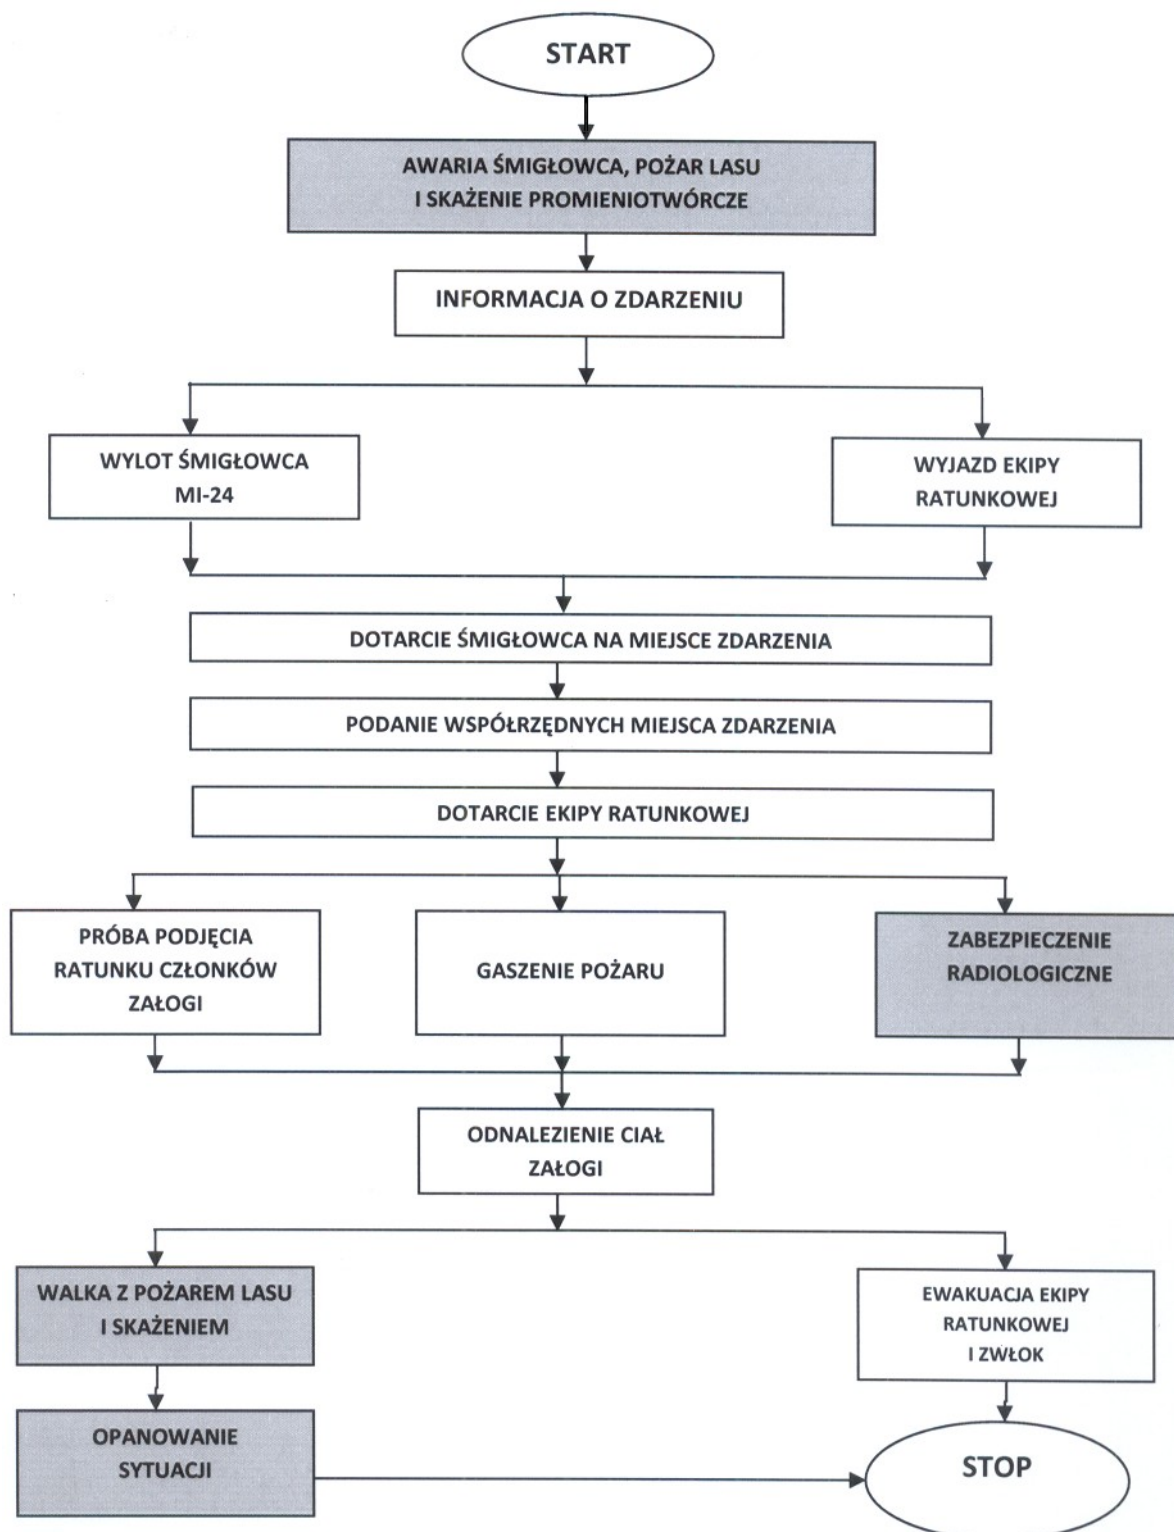 START
AWARIA ŚMIGŁOWCA, POŻAR LASU
I SKAŻENIE PROMIENIOTWÓRCZE
INFORMACJA O ZDARZENIU
WYLOT ŚMIGŁOWCA
MI-24
WYJAZD EKIPY
RATUNKOWEJ
DOTARCIE ŚMIGŁOWCA NA MIEJSCE ZDARZENIA
PODANIE WSPÓŁRZĘDNYCH MIEJSCA ZDARZENIA
DOTARCIE EKIPY RATUNKOWEJ
PRÓBA PODJĘCIA
RATUNKU CZŁONKÓW
ZAŁOGI
GASZENIE POŻARU
ZABEZPIECZENIE
RADIOLOGICZNE
ODNALEZIENIE CIAŁ
ZAŁOGI
WALKA Z POŻAREM LASU
I SKAŻENIEM
EWAKUACJA EKIPY
RATUNKOWEJ
I ZWŁOK
OPANOWANIE
SYTUACJI
STOP